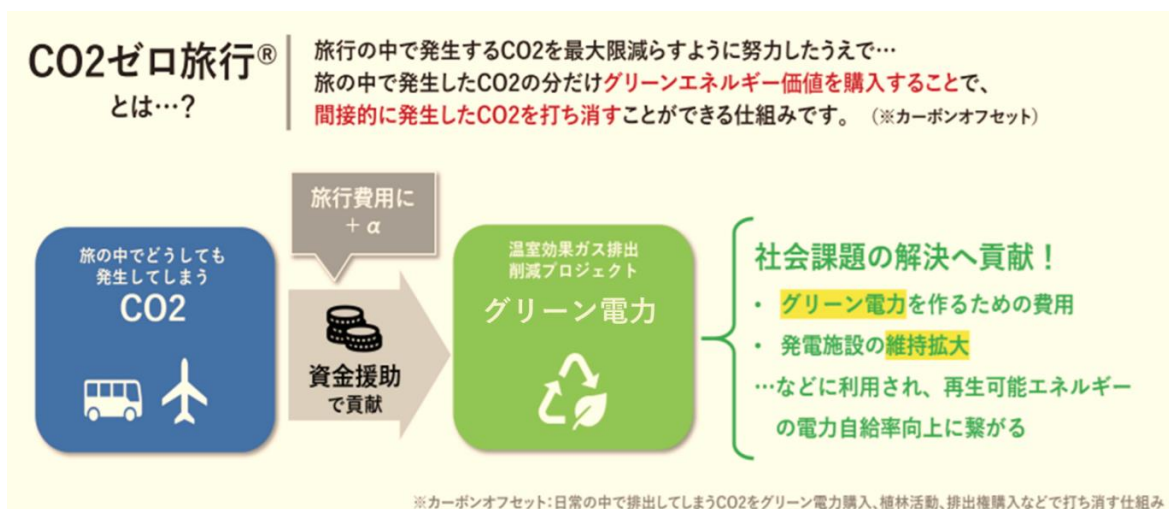 CO2ゼロ旅行®
とは…？
旅行の中で発生するCO2を最大限減らすように努力したうえで…
旅の中で発生したCO2の分だけグリーンエネルギー価値を購入することで、
間接的に発生したCO2を打ち消すことができる仕組みです。（※カーボンオフセット）
旅の中でどうしても
発生してしまう
CO2
旅行費用に
+ α
資金援助
で貢献
温室効果ガス排出
削減プロジェクト
グリーン電力
社会課題の解決へ貢献！
・ グリーン電力を作るための費用
・ 発電施設の維持拡大
…などに利用され、再生可能エネルギー
の電力自給率向上に繋がる
※カーボンオフセット：日常の中で排出してしまうCO2をグリーン電力購入、植林活動、排出権購入などで打ち消す仕組み